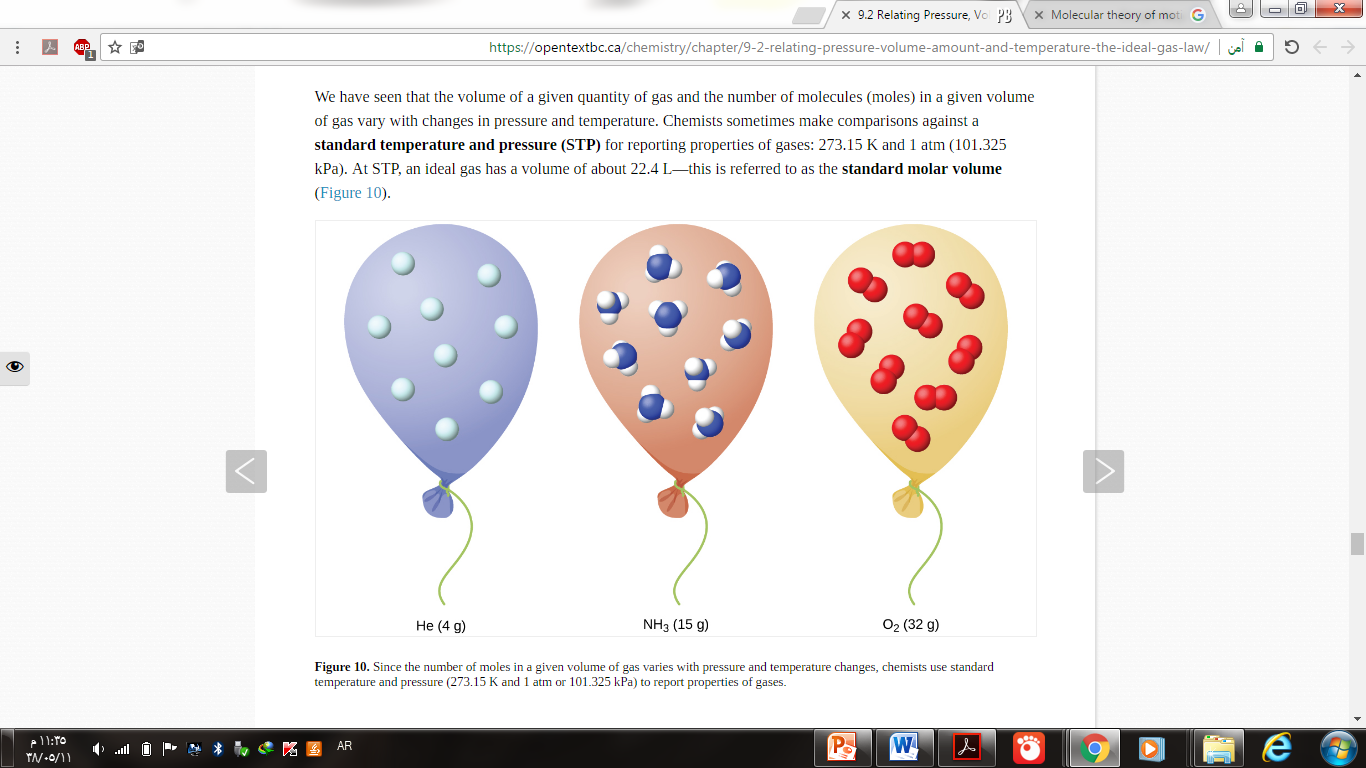 9.2 Relating Pressure, Vo
Molecular theory of mot
https://opentextbc.ca/chemistry/chapter/9-2-relating-pressure-volume-amount-and-temperature-the-ideal-gas-law/
آمن
ABP
1
We have seen that the volume of a given quantity of gas and the number of molecules (moles) in a given volume
of gas vary with changes in pressure and temperature. Chemists sometimes make comparisons against a
standard temperature and pressure (STP) for reporting properties of gases: 273.15 K and 1 atm (101.325
kPa). At STP, an ideal gas has a volume of about 22.4 L—this is referred to as the standard molar volume
(Figure 10).
He (4 g)
NH₃ (15 g)
O₂ (32 g)
Figure 10. Since the number of moles in a given volume of gas varies with pressure and temperature changes, chemists use standard
temperature and pressure (273.15 K and 1 atm or 101.325 kPa) to report properties of gases.
١١:٣٥ م
٣٨/٠٥/١١
AR